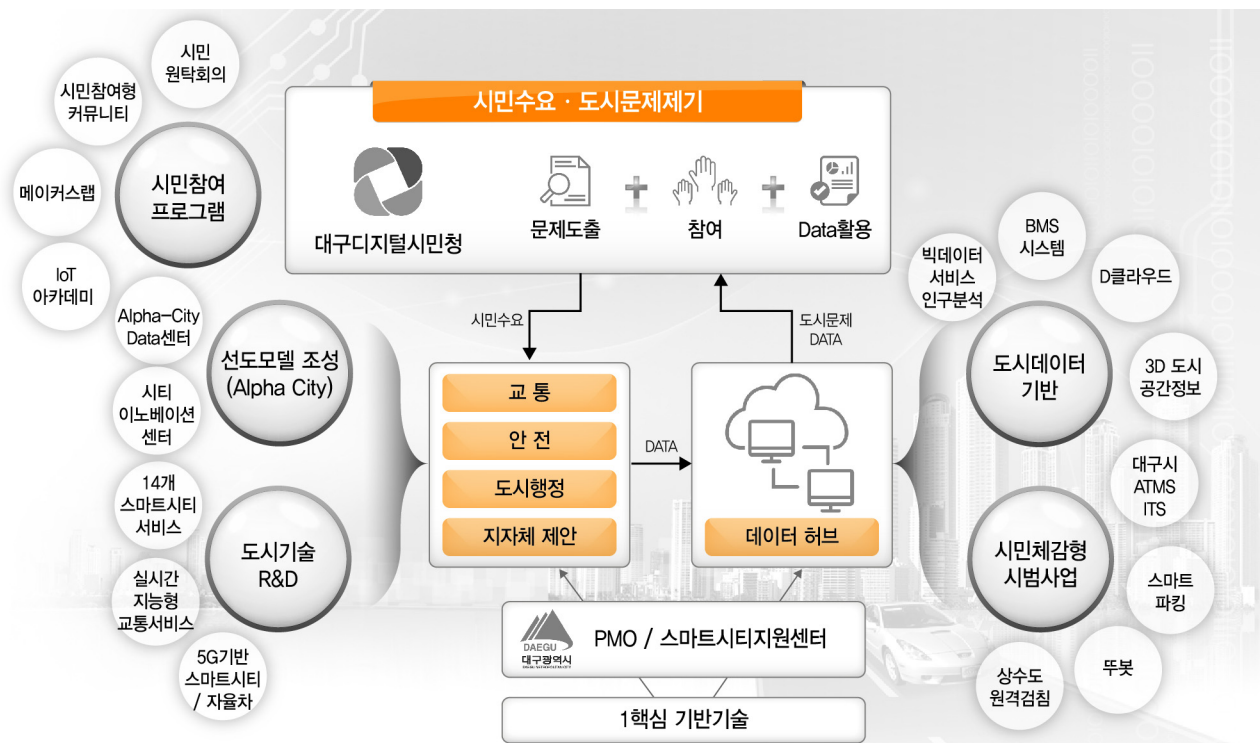 시민
원탁회의
시민참여형
커뮤니티
메이커스랩
IoT
아카데미
시민참여
프로그램
시민수요 · 도시문제제기
대구디지털시민청
문제도출
참여
Data활용
시민수요
도시문제
DATA
Alpha-City
Data센터
시티
이노베이션
센터
선도모델 조성
(Alpha City)
14개
스마트시티
서비스
실시간
지능형
교통서비스
5G기반
스마트시티
/ 자율차
도시기술
R&D
교 통
안 전
도시행정
지자체 제안
DATA
데이터 허브
빅데이터
서비스
인구분석
BMS
시스템
D클라우드
3D 도시
공간정보
도시데이터
기반
대구시
ATMS
ITS
스마트
파킹
뚜봇
상수도
원격검침
시민체감형
시범사업
DAEGU
대구광역시
PMO / 스마트시티지원센터
1핵심 기반기술